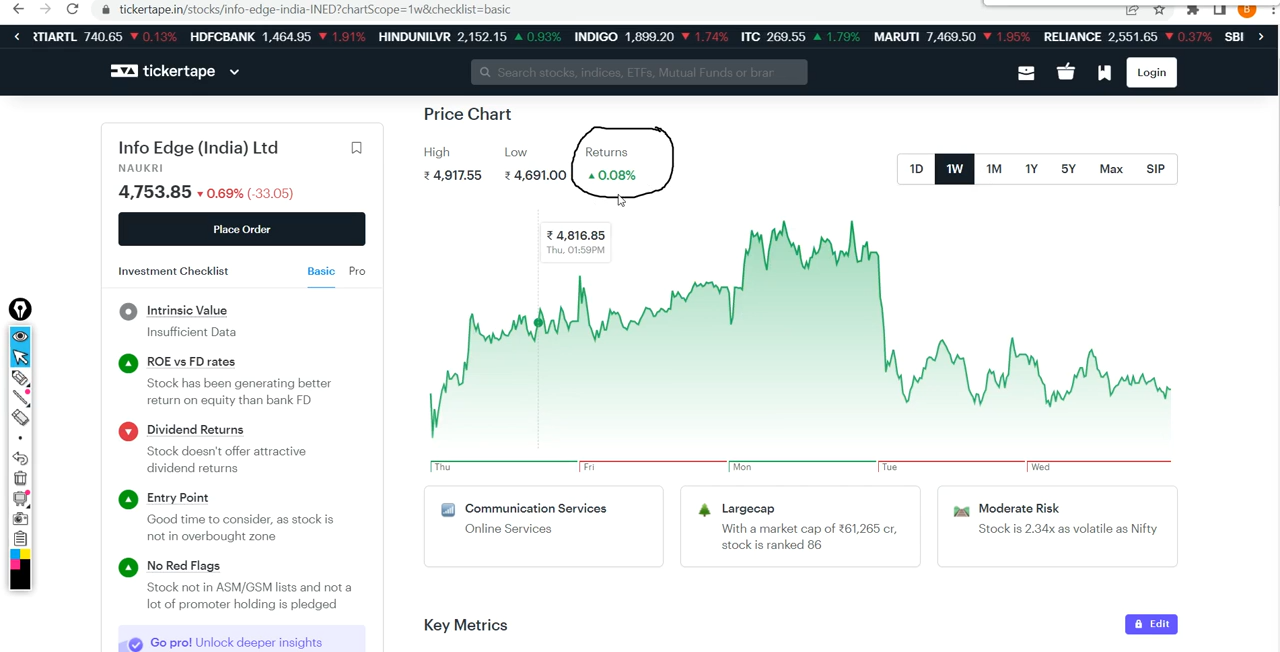 tickertape.in/stocks/info-edge-india-INED?chartScope=1w&checklist=basic
B
RTIARTL 740.65 ▼ 0.13% HDFCBANK 1,464.95 ▼ 1.91% HINDUNILVR 2,152.15 ▲ 0.93% INDIGO 1,899.20 ▼ 1.74% ITC 269.55 ▲ 1.79% MARUTI 7,469.50 ▼ 1.95% RELIANCE 2,551.65 ▼ 0.37% SBI
tickertape
Search stocks, indices, ETFs, Mutual Funds or brar
Login
Info Edge (India) Ltd
NAUKRI
4,753.85 ▼ 0.69% (-33.05)
Place Order
Investment Checklist Basic Pro
Intrinsic Value
Insufficient Data
ROE vs FD rates
Stock has been generating better
return on equity than bank FD
Dividend Returns
Stock doesn't offer attractive
dividend returns
Entry Point
Good time to consider, as stock is
not in overbought zone
No Red Flags
Stock not in ASM/GSM lists and not a
lot of promoter holding is pledged
Go pro! Unlock deeper insights
Price Chart
High Low Returns
₹ 4,917.55 ₹ 4,691.00 ▲ 0.08%
1D 1W 1M 1Y 5Y Max SIP
₹ 4,816.85
Thu, 01:59PM
Thu Fri Mon Tue Wed
Communication Services
Online Services
Largecap
With a market cap of ₹61,265 cr,
stock is ranked 86
Moderate Risk
Stock is 2.34x as volatile as Nifty
Key Metrics
Edit